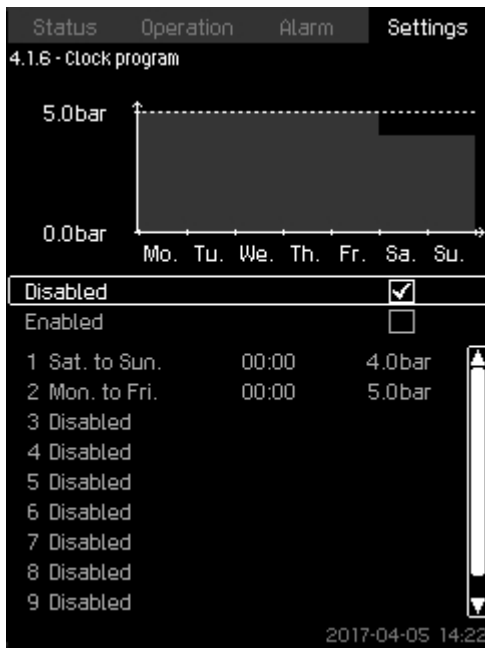 Status Operation Alarm Settings
4.1.6 - Clock program
5.0bar
0.0bar
Mo. Tu. We. Th. Fr. Sa. Su.
Disabled
Enabled
1 Sat. to Sun. 00:00 4.0bar
2 Mon. to Fri. 00:00 5.0bar
3 Disabled
4 Disabled
5 Disabled
6 Disabled
7 Disabled
8 Disabled
9 Disabled
2017-04-05 14:22